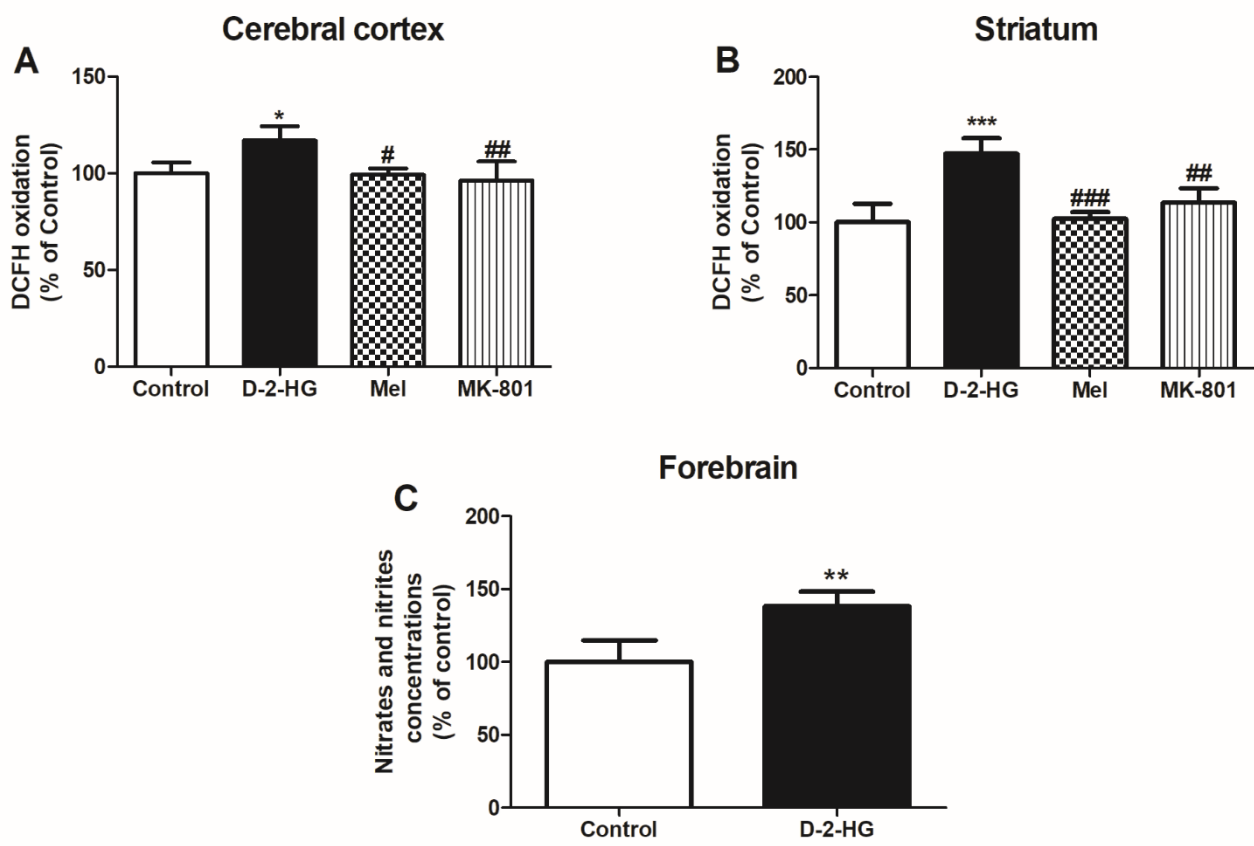 Cerebral cortex
A
DCFH oxidation
(% of Control)
150
100
50
0
*
#
##
Control D-2-HG Mel MK-801
Striatum
B
DCFH oxidation
(% of Control)
200
150
100
50
0
***
###
##
Control D-2-HG Mel MK-801
Forebrain
C
Nitrates and nitrites
concentrations
(% of control)
200
150
100
50
0
**
Control D-2-HG